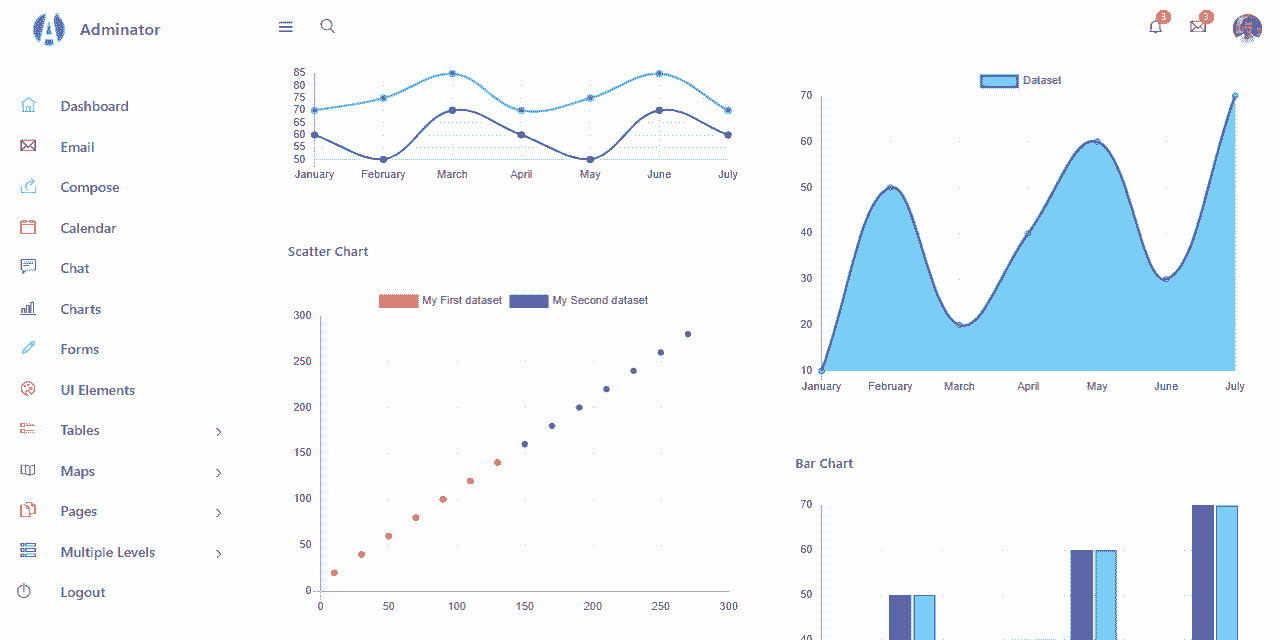 Adminator
3
3
Dashboard
Email
Compose
Calendar
Chat
Charts
Forms
UI Elements
Tables
Maps
Pages
Multiple Levels
Logout
85
80
75
70
65
60
55
50
January February March April May June July
Scatter Chart
My First dataset My Second dataset
300
250
200
150
100
50
0
0 50 100 150 200 250 300
Dataset
70
60
50
40
30
20
10
January February March April May June July
Bar Chart
70
60
50
40